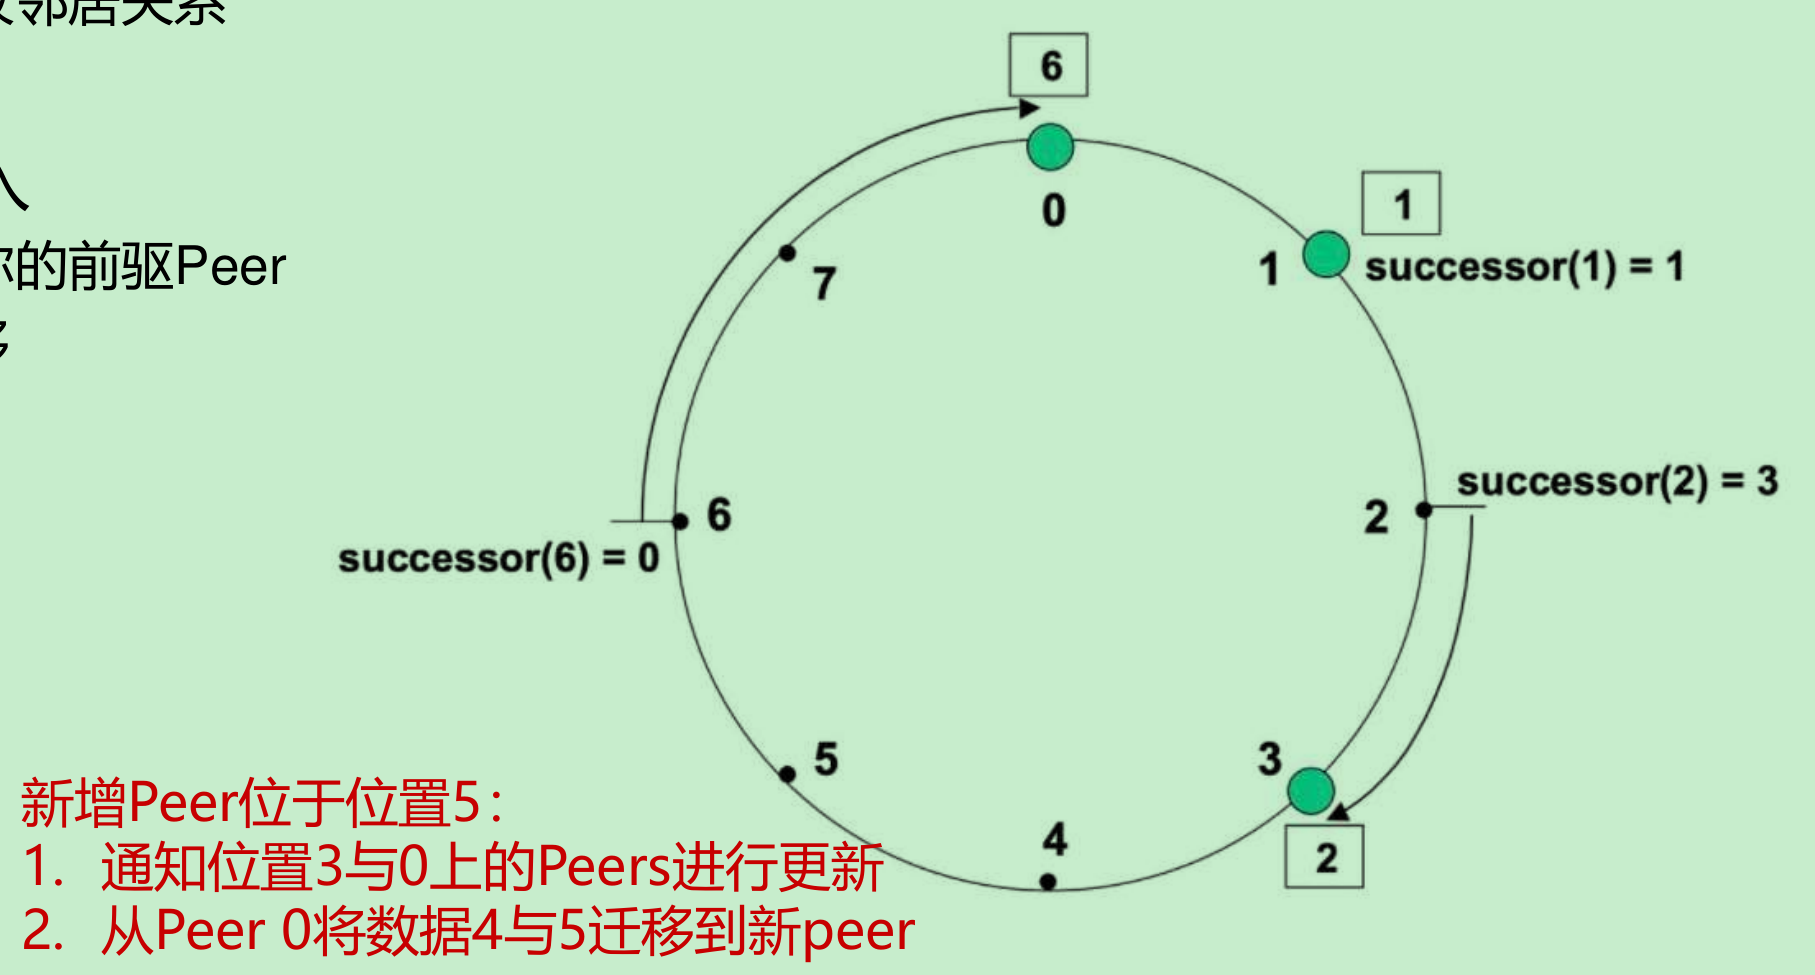 邻居关系
6
0
1
1
successor(1) = 1
7
入
的前驱Peer
successor(2) = 3
2
6
successor(6) = 0
5
3
4
2
新增Peer位于位置5：
1. 通知位置3与0上的Peers进行更新
2. 从Peer 0将数据4与5迁移到新peer